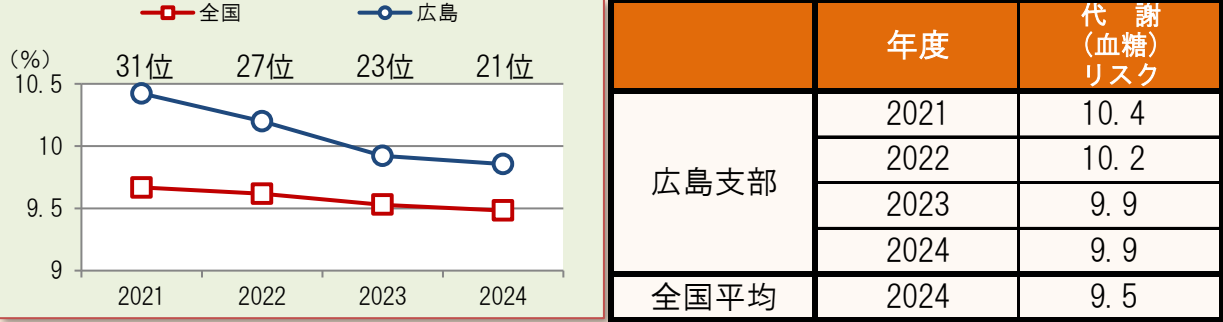 全国 広島
(%) 31位 27位 23位 21位
10.5
10
9.5
9
2021 2022 2023 2024
年度 代 謝
(血糖)
リスク
広島支部 2021 10.4
2022 10.2
2023 9.9
2024 9.9
全国平均 2024 9.5